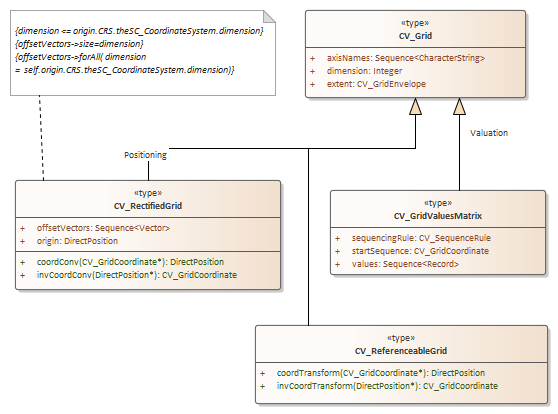 {dimension <= origin.CRS.theSC_CoordinateSystem.dimension}
{offsetVectors->size=dimension}
{offsetVectors->forAll( dimension
= self.origin.CRS.theSC_CoordinateSystem.dimension)}
«type»
CV_Grid
+ axisNames: Sequence<CharacterString>
+ dimension: Integer
+ extent: CV_GridEnvelope
Valuation
Positioning
«type»
CV_RectifiedGrid
+ offsetVectors: Sequence<Vector>
+ origin: DirectPosition
+ coordConv(CV_GridCoordinate*): DirectPosition
+ invCoordConv(DirectPosition*): CV_GridCoordinate
«type»
CV_GridValuesMatrix
+ sequencingRule: CV_SequenceRule
+ startSequence: CV_GridCoordinate
+ values: Sequence<Record>
«type»
CV_ReferenceableGrid
+ coordTransform(CV_GridCoordinate*): DirectPosition
+ invCoordTransform(DirectPosition*): CV_GridCoordinate